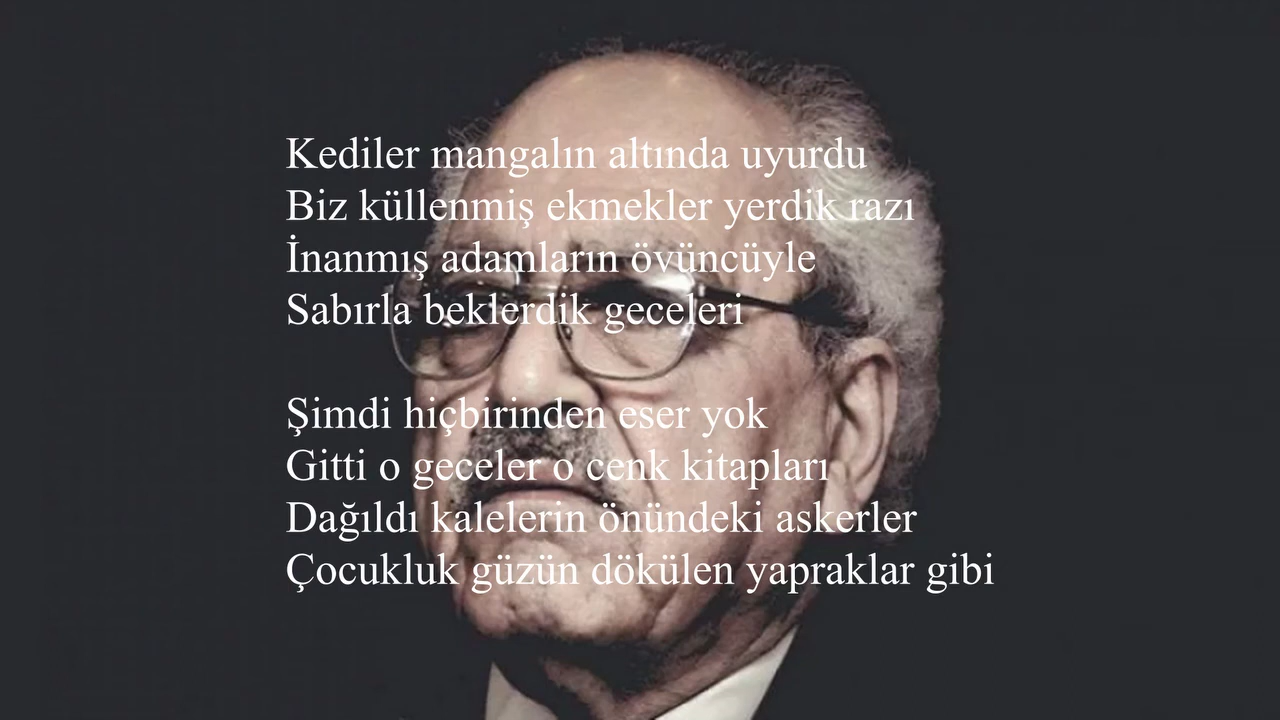 Kediler mangalın altında uyurdu
Biz küllenmiş ekmekler yerdik razı
İnanmış adamların övüncüyle
Sabırla beklerdik geceleri
Şimdi hiçbirinden eser yok
Gitti o geceler o cenk kitapları
Dağıldı kalelerin önündeki askerler
Çocukluk güzün dökülen yapraklar gibi